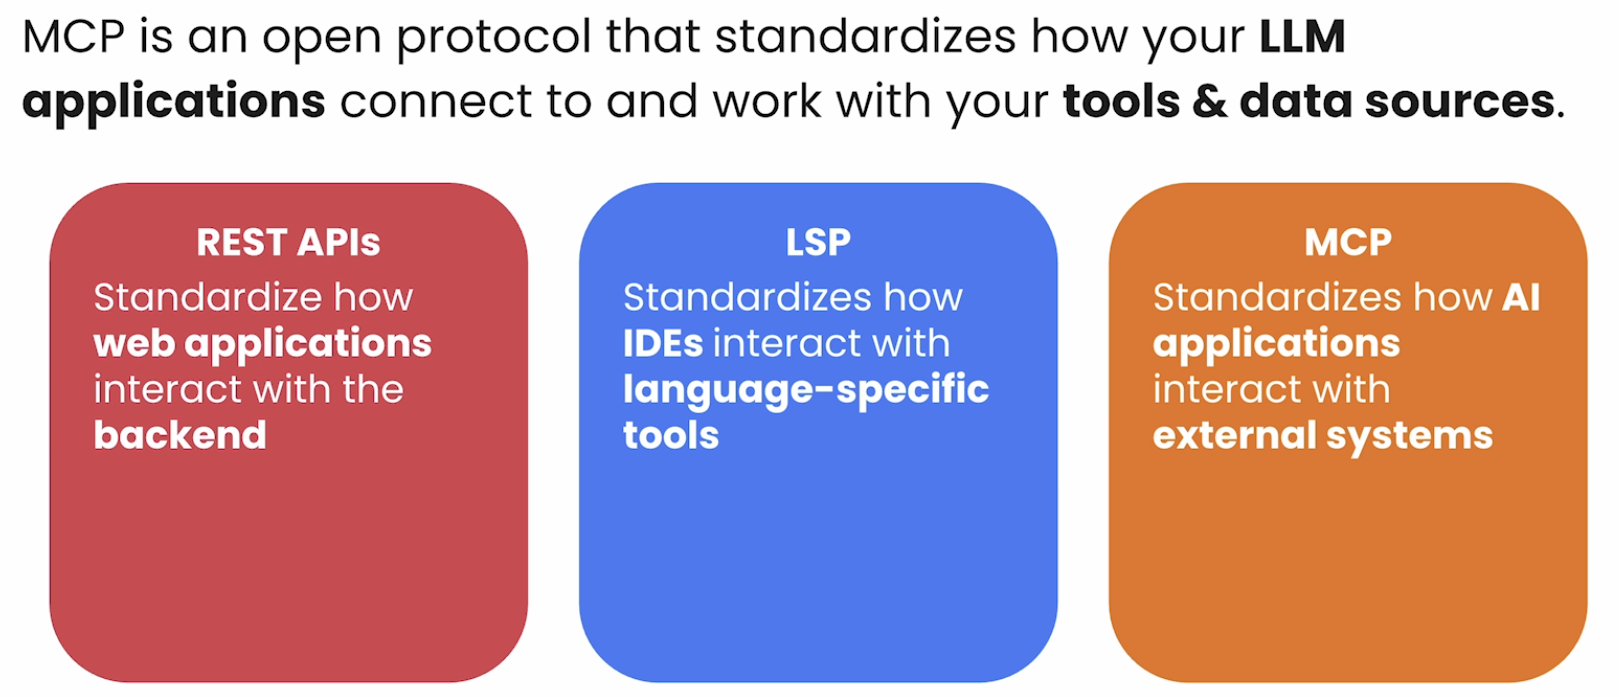 MCP is an open protocol that standardizes how your LLM
applications connect to and work with your tools & data sources.
REST APIs
Standardize how
web applications
interact with the
backend
LSP
Standardizes how
IDEs interact with
language-specific
tools
MCP
Standardizes how AI
applications
interact with
external systems